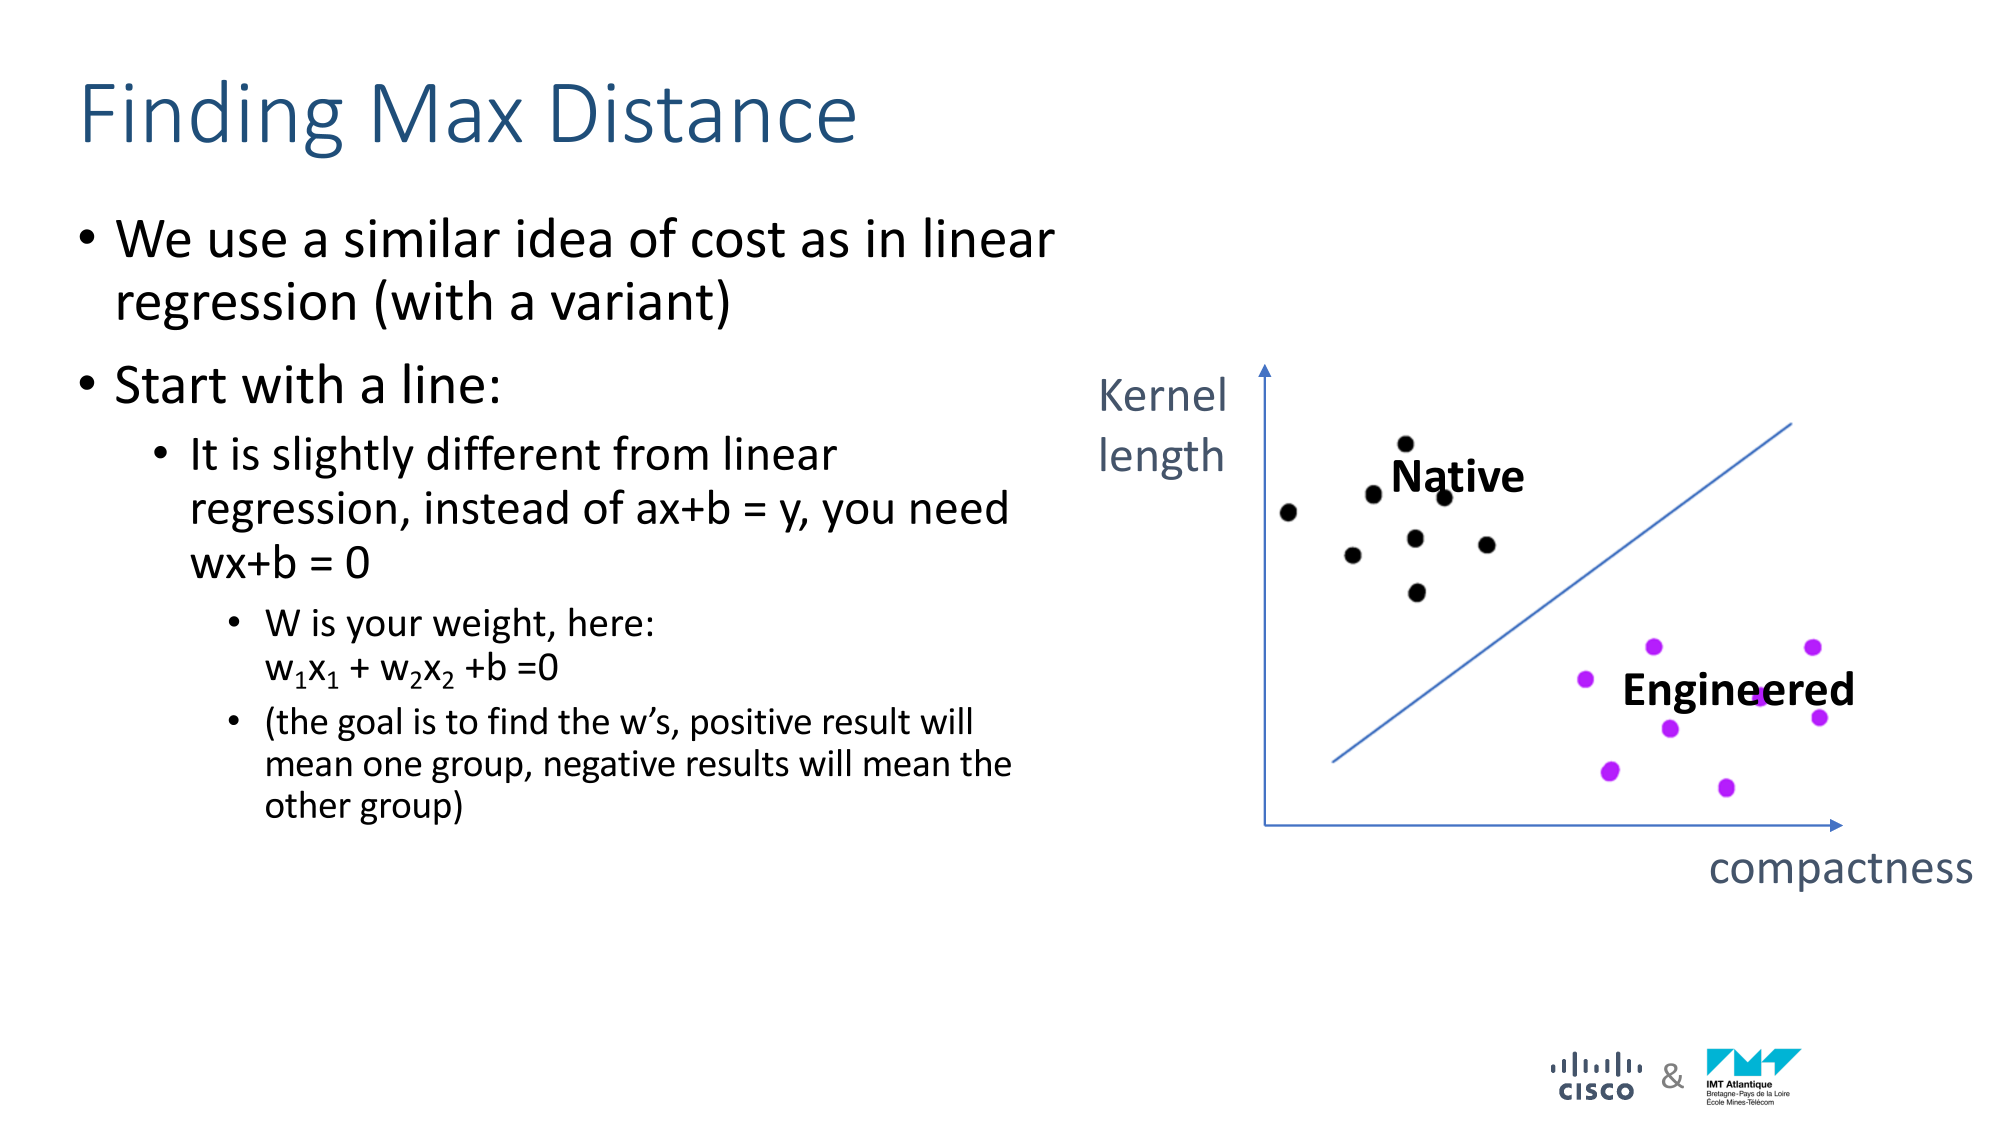 Finding Max Distance
• We use a similar idea of cost as in linear
regression (with a variant)
• Start with a line:
• It is slightly different from linear
regression, instead of ax+b = y, you need
wx+b = 0
• W is your weight, here:
w₁x₁ + w₂x₂ +b =0
• (the goal is to find the w’s, positive result will
mean one group, negative results will mean the
other group)
Kernel
length
Native
Engineered
compactness
CISCO
&
IMT Atlantique
Bretagne-Pays de la Loire
École Mines-Télécom